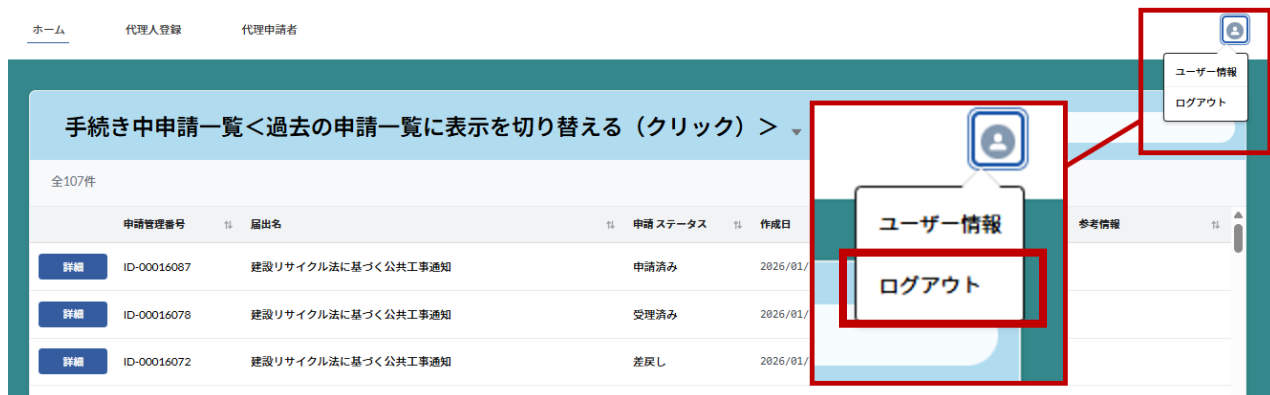 ホーム 代理人登録 代理申請者
ユーザー情報
ログアウト
手続き中申請一覧＜過去の申請一覧に表示を切り替える（クリック）＞
全107件
申請管理番号 届出名 申請ステータス 作成日 参考情報
詳細 ID-00016087 建設リサイクル法に基づく公共工事通知 申請済み 2026/01/
詳細 ID-00016078 建設リサイクル法に基づく公共工事通知 受理済み 2026/01/
詳細 ID-00016072 建設リサイクル法に基づく公共工事通知 差戻し 2026/01/
ユーザー情報
ログアウト